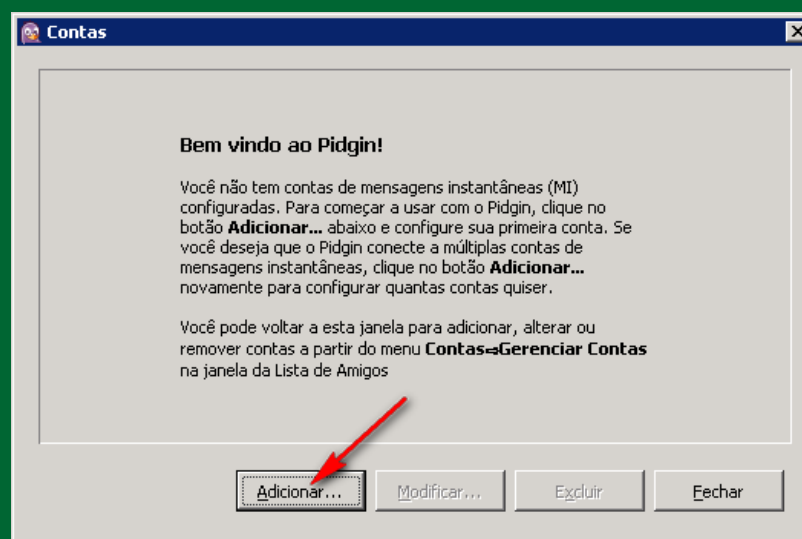 Contas
Bem vindo ao Pidgin!
Você não tem contas de mensagens instantâneas (MI)
configuradas. Para começar a usar com o Pidgin, clique no
botão Adicionar... abaixo e configure sua primeira conta. Se
você deseja que o Pidgin conecte a múltiplas contas de
mensagens instantâneas, clique no botão Adicionar...
novamente para configurar quantas contas quiser.
Você pode voltar a esta janela para adicionar, alterar ou
remover contas a partir do menu Contas⇨Gerenciar Contas
na janela da Lista de Amigos
Adicionar...
Modificar...
Excluir
Fechar